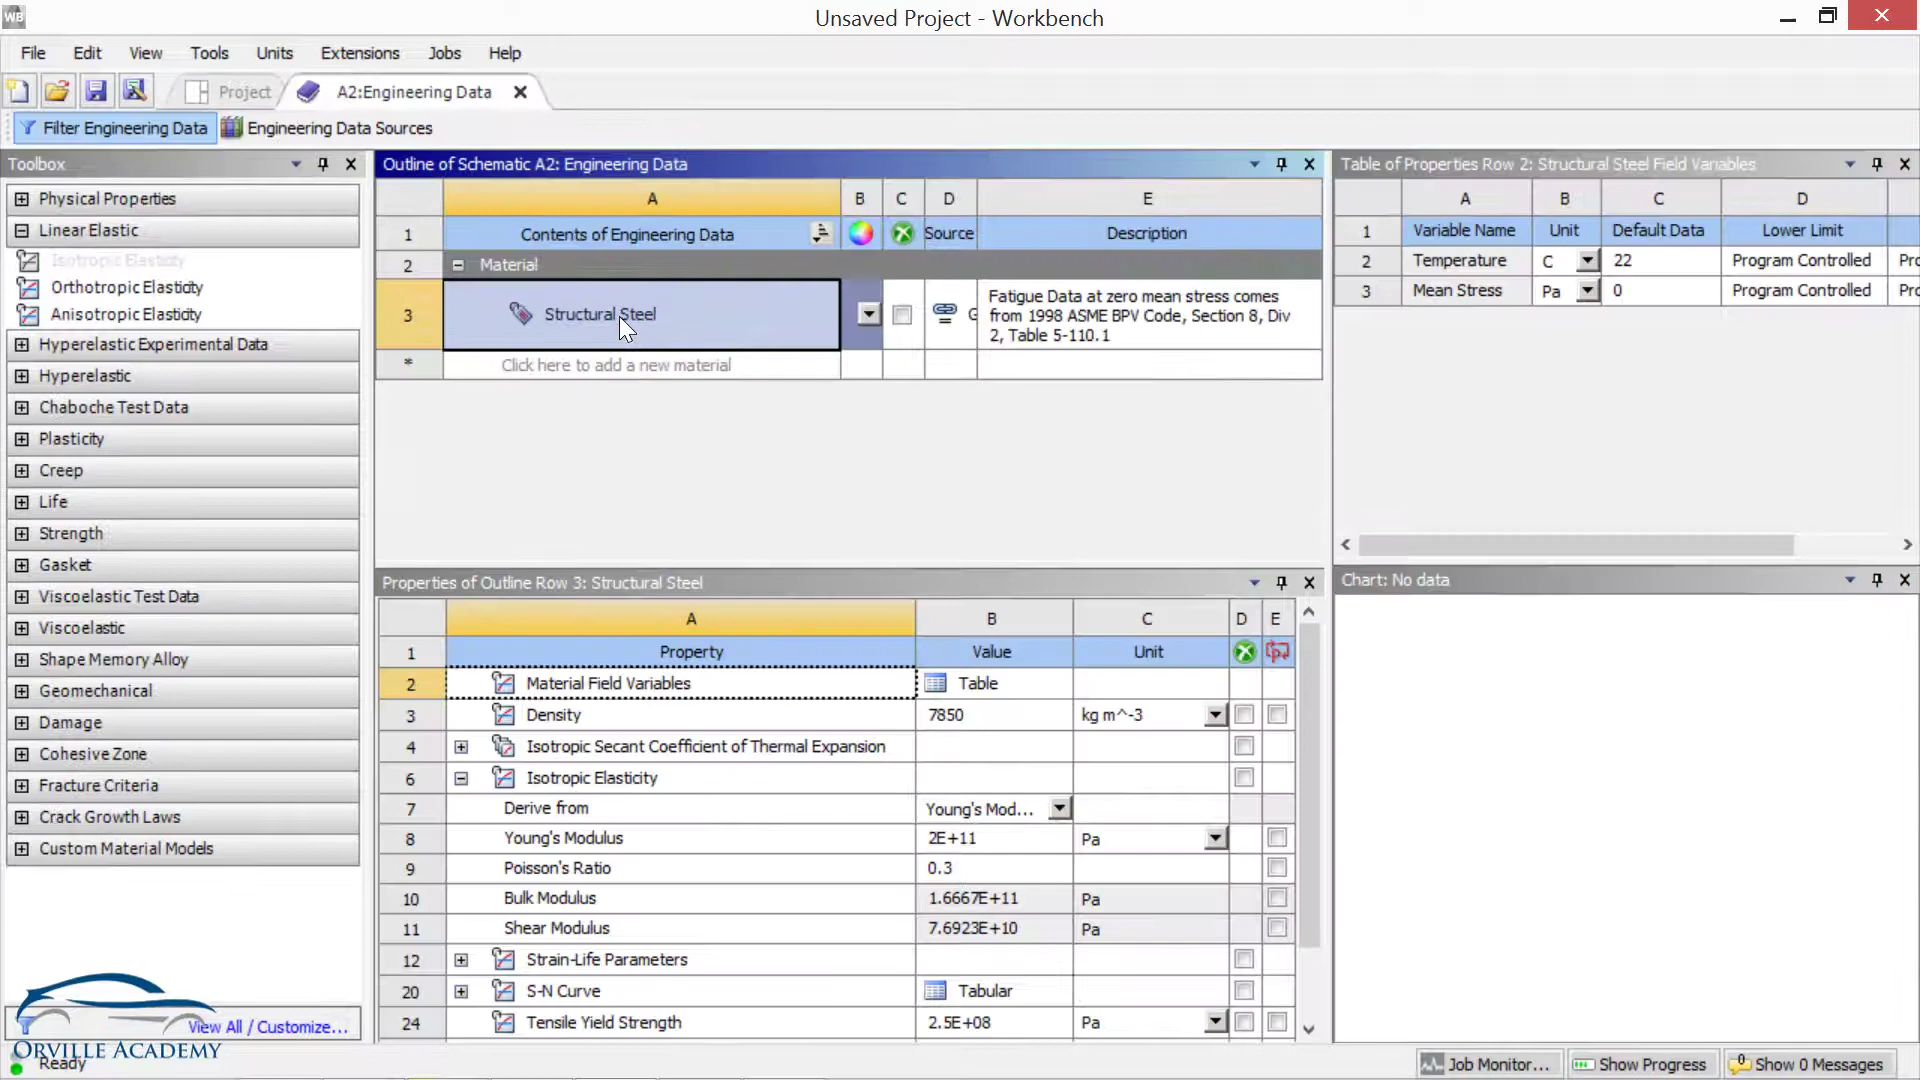 WB
Unsaved Project - Workbench
File Edit View Tools Units Extensions Jobs Help
Project A2:Engineering Data
Filter Engineering Data Engineering Data Sources
Toolbox
Physical Properties
Linear Elastic
Isotropic Elasticity
Orthotropic Elasticity
Anisotropic Elasticity
Hyperelastic Experimental Data
Hyperelastic
Chaboche Test Data
Plasticity
Creep
Life
Strength
Gasket
Viscoelastic Test Data
Viscoelastic
Shape Memory Alloy
Geomechanical
Damage
Cohesive Zone
Fracture Criteria
Crack Growth Laws
Custom Material Models
View All / Customize...
ORVILLE ACADEMY
Ready
Outline of Schematic A2: Engineering Data
A B C D E
1 Contents of Engineering Data Source Description
2 Material
3 Structural Steel G Fatigue Data at zero mean stress comes
from 1998 ASME BPV Code, Section 8, Div
2, Table 5-110.1
* Click here to add a new material
Properties of Outline Row 3: Structural Steel
A B C D E
1 Property Value Unit
2 Material Field Variables Table
3 Density 7850 kg m^-3
4 Isotropic Secant Coefficient of Thermal Expansion
6 Isotropic Elasticity
7 Derive from Young's Mod...
8 Young's Modulus 2E+11 Pa
9 Poisson's Ratio 0.3
10 Bulk Modulus 1.6667E+11 Pa
11 Shear Modulus 7.6923E+10 Pa
12 Strain-Life Parameters
20 S-N Curve Tabular
24 Tensile Yield Strength 2.5E+08 Pa
Table of Properties Row 2: Structural Steel Field Variables
A B C D
1 Variable Name Unit Default Data Lower Limit
2 Temperature C 22 Program Controlled Pro
3 Mean Stress Pa 0 Program Controlled Pro
Chart: No data
Job Monitor... Show Progress Show 0 Messages